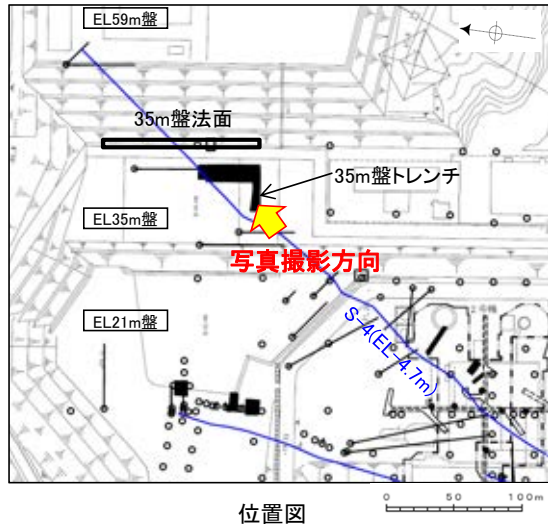 EL59m盤
35m盤法面
35m盤トレンチ
EL35m盤
写真撮影方向
EL21m盤
S-4(EL-4.7m)
位置図
0 50 100m